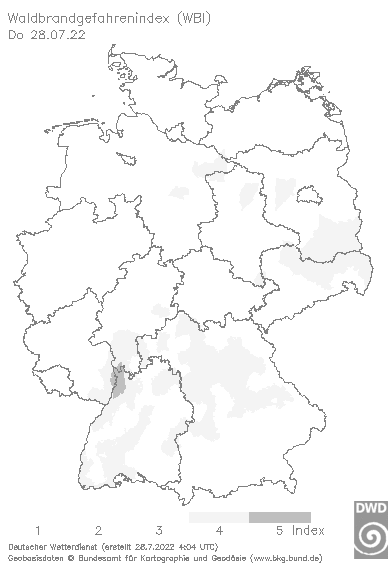 Waldbrandgefahrenindex (WBI)
Do 28.07.22
DWD
1 2 3 4 5 Index
Deutscher Wetterdienst (erstellt 28.7.2022 4:04 UTC)
Geobasisdaten © Bundesamt für Kartographie und Geodäsie (www.bkg.bund.de)